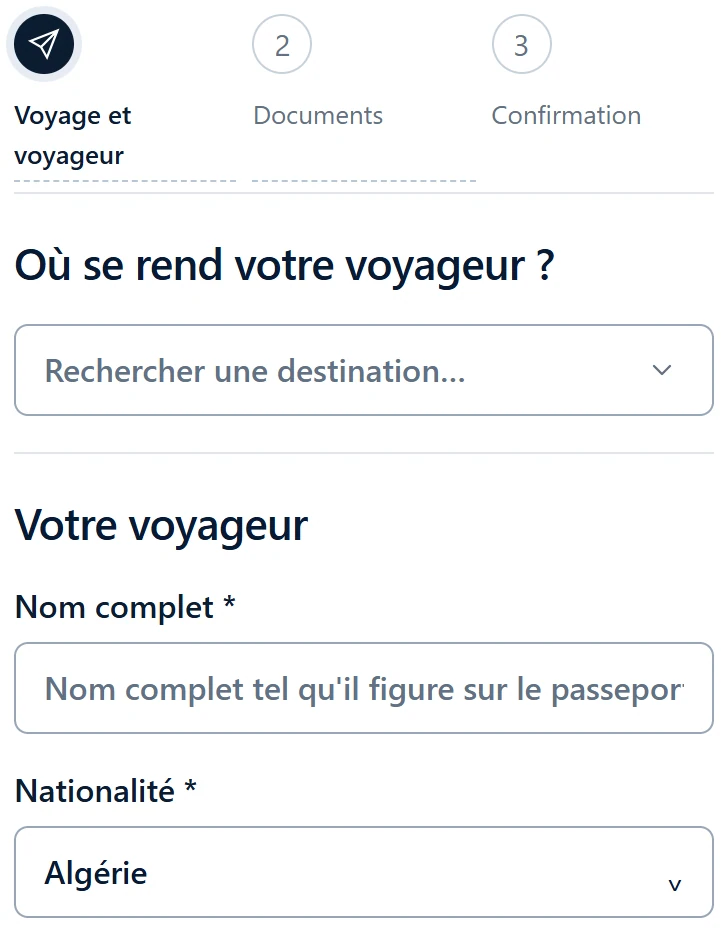 2
3
Voyage et
voyageur
Documents
Confirmation
Où se rend votre voyageur ?
Rechercher une destination...
Votre voyageur
Nom complet *
Nom complet tel qu'il figure sur le passepor
Nationalité *
Algérie